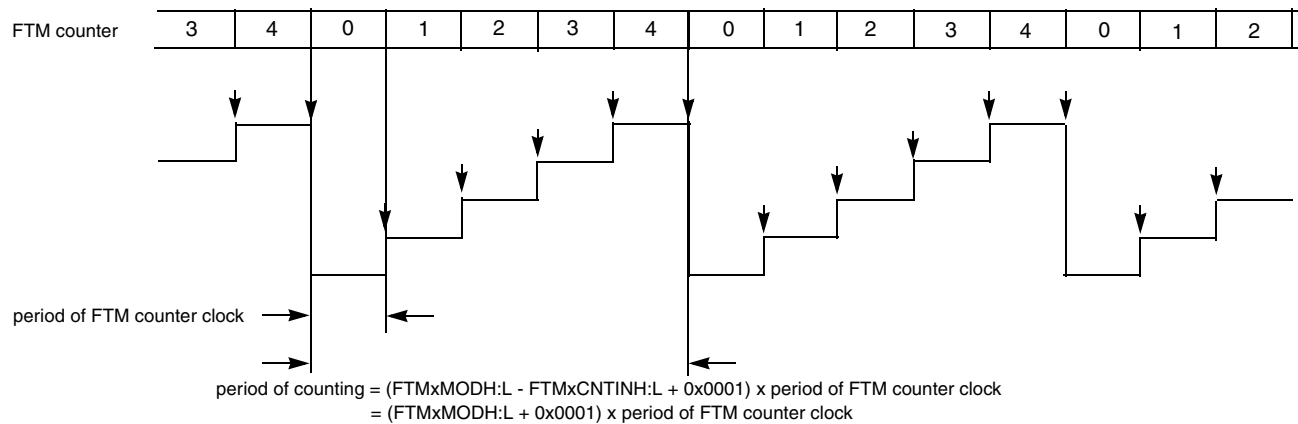 FTM counter 3 4 0 1 2 3 4 0 1 2 3 4 0 1 2
period of FTM counter clock
period of counting = (FTMxMODH:L - FTMxCNTINH:L + 0x0001) x period of FTM counter clock
= (FTMxMODH:L + 0x0001) x period of FTM counter clock